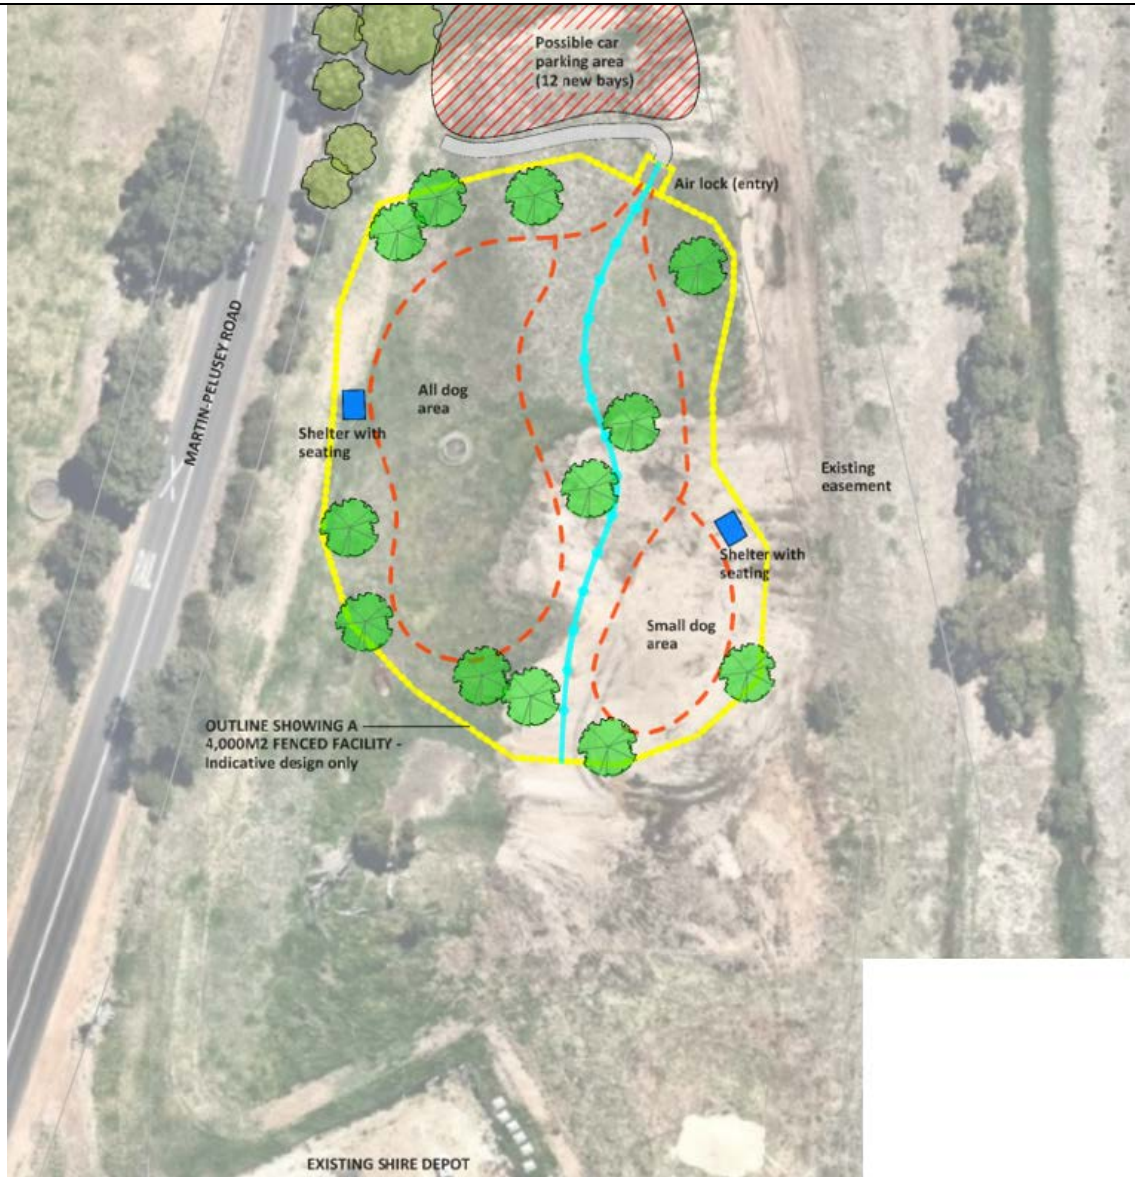 Possible car
parking area
(12 new bays)
Air lock (entry)
MARTIN-PELUSEY ROAD
All dog
area
Shelter with
seating
Existing
easement
Shelter with
seating
Small dog
area
OUTLINE SHOWING A
4,000M2 FENCED FACILITY -
Indicative design only
EXISTING SHIRE DEPOT